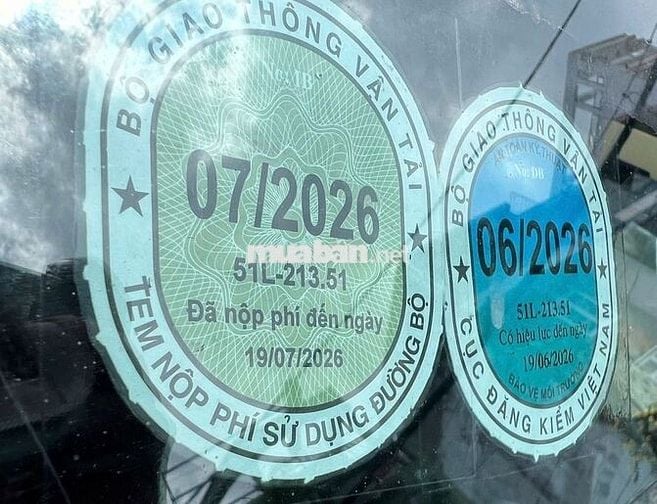 BỘ GIAO THÔNG VẬN TẢI
07/2026
51L-213.51
Đã nộp phí đến ngày
19/07/2026
TEM NỘP PHÍ SỬ DỤNG ĐƯỜNG BỘ
muaban.net
BỘ GIAO THÔNG VẬN TẢI
AN TOÀN KỸ THUẬT
06/2026
51L-213.51
Có hiệu lực đến ngày
19/06/2026
BẢO VỆ MÔI TRƯỜNG
CỤC ĐĂNG KIỂM VIỆT NAM